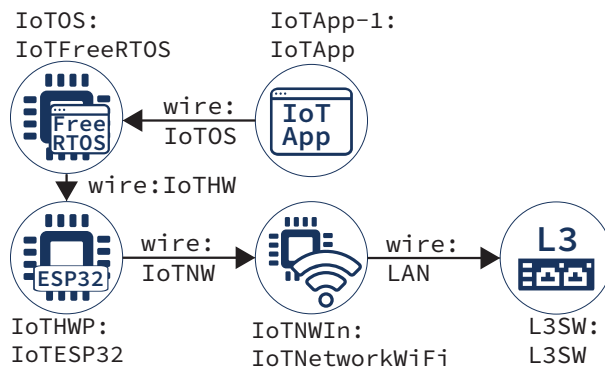 IoTOS:
IoTFreeRTOS
IoTApp-1:
IoTApp
Free
RTOS
wire:
IoTOS
IoT
App
wire:IoTHW
ESP32
wire:
IoTNW
wire:
LAN
L3
IoTHWP:
IoTESP32
IoTNWIn:
IoTNetworkWiFi
L3SW:
L3SW